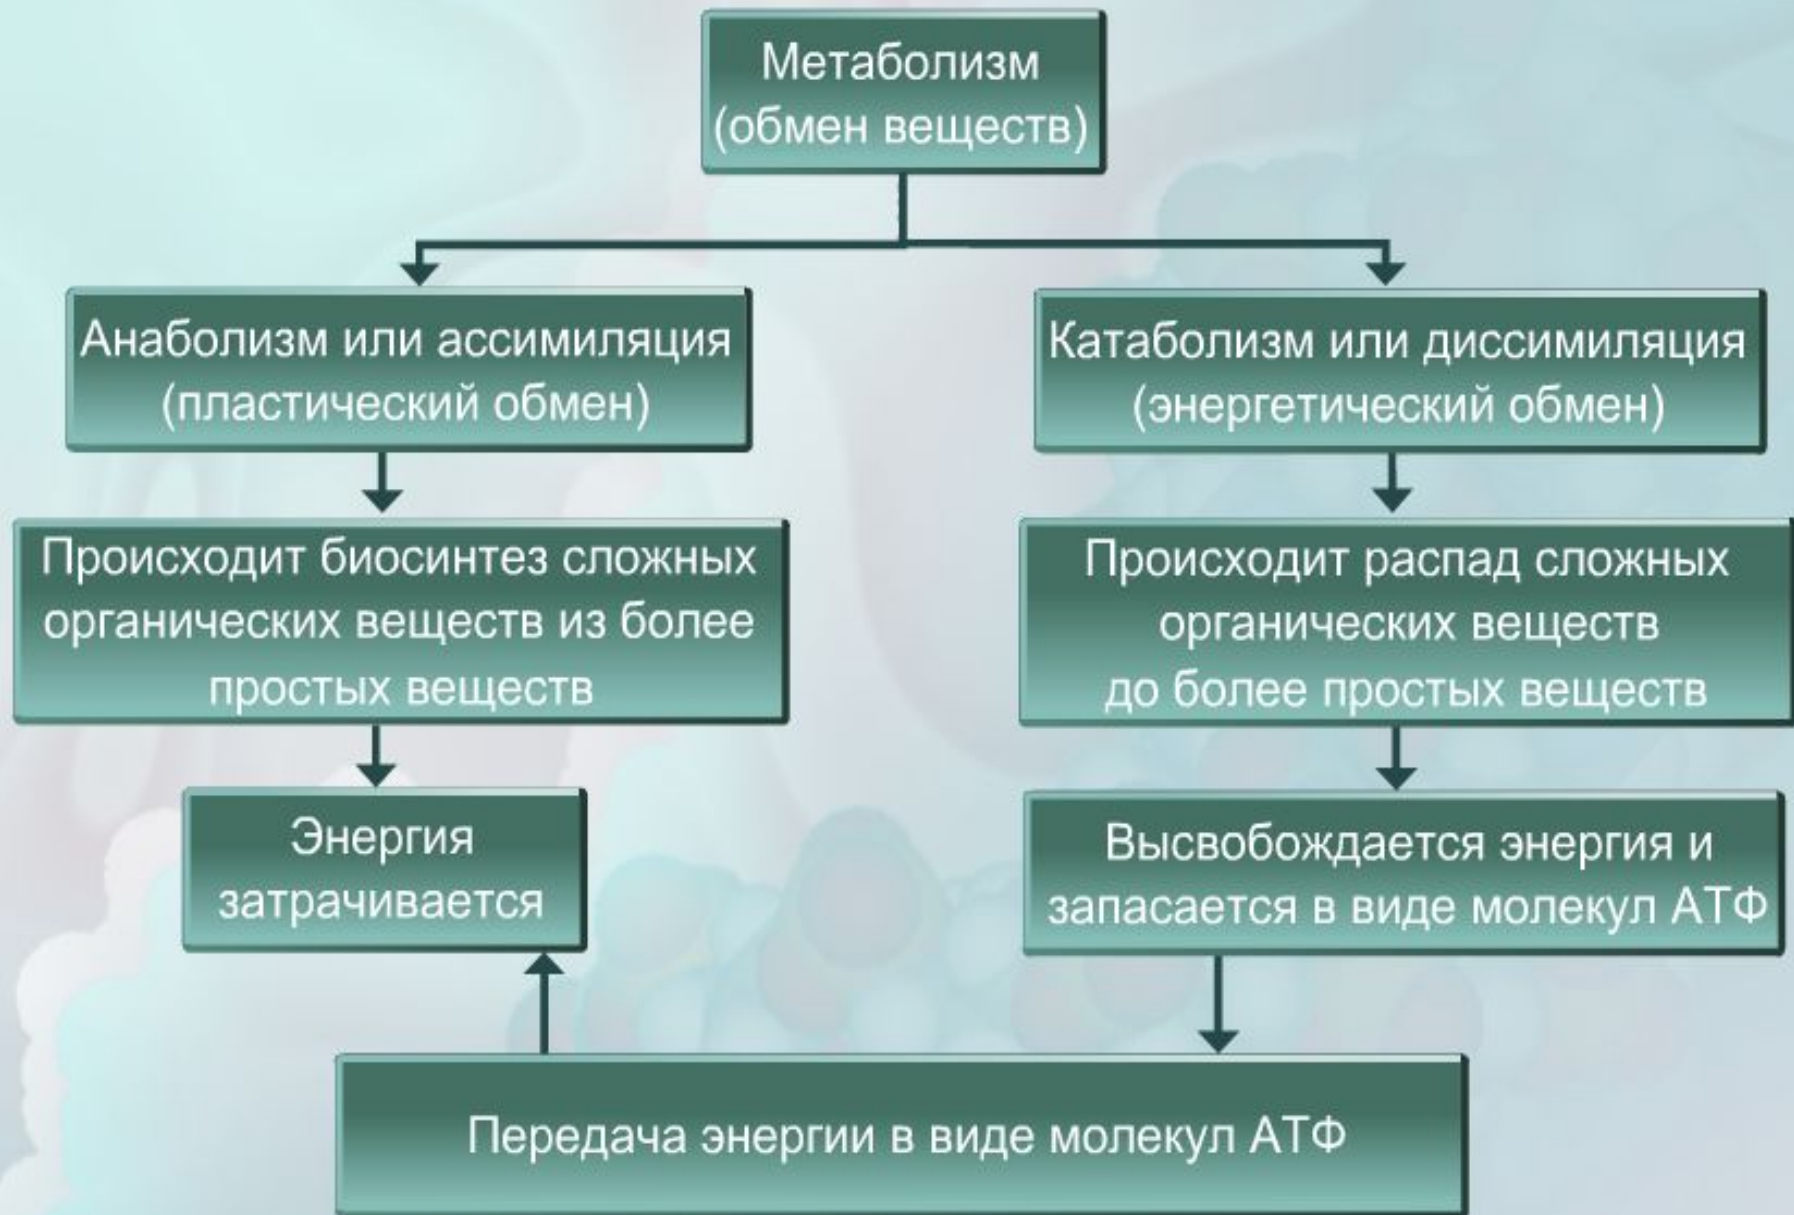 Метаболизм
(обмен веществ)
Анаболизм или ассимиляция
(пластический обмен)
Катаболизм или диссимиляция
(энергетический обмен)
Происходит биосинтез сложных
органических веществ из более
простых веществ
Происходит распад сложных
органических веществ
до более простых веществ
Энергия
затрачивается
Высвобождается энергия и
запасается в виде молекул АТФ
Передача энергии в виде молекул АТФ